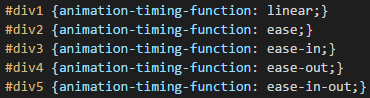 #div1 {animation-timing-function: linear;}
#div2 {animation-timing-function: ease;}
#div3 {animation-timing-function: ease-in;}
#div4 {animation-timing-function: ease-out;}
#div5 {animation-timing-function: ease-in-out;}